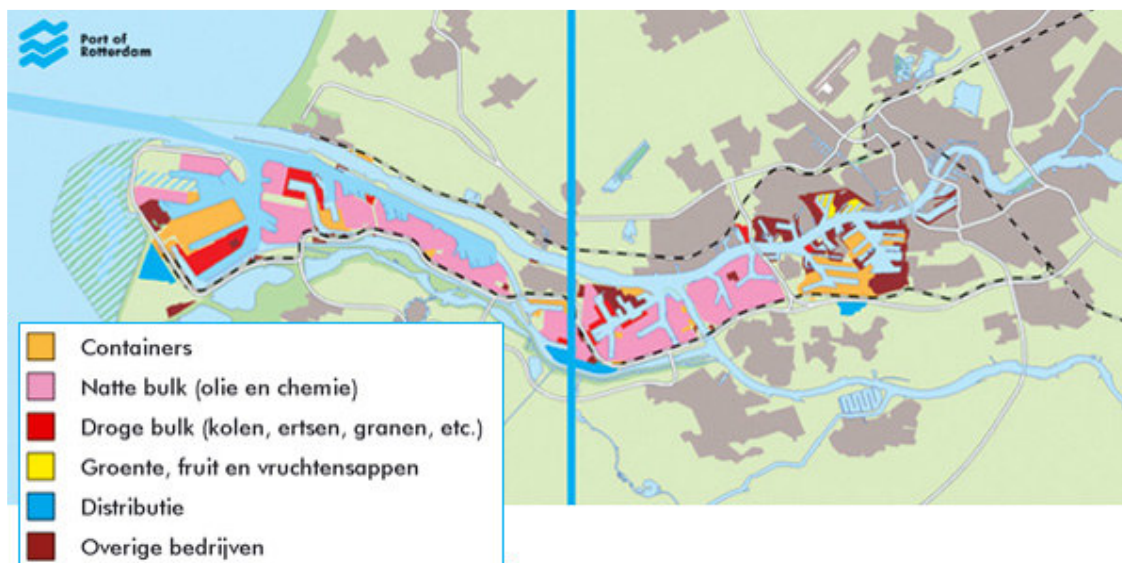 Port of
Rotterdam
Containers
Natte bulk (olie en chemie)
Droge bulk (kolen, ertsen, granen, etc.)
Groente, fruit en vruchtensappen
Distributie
Overige bedrijven